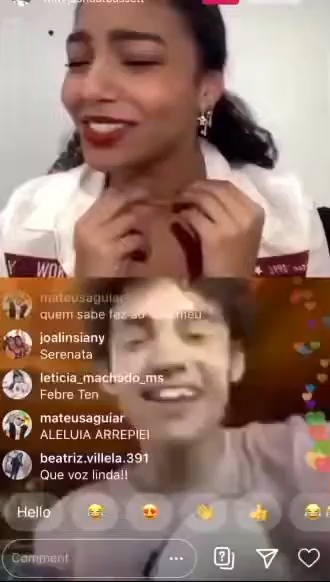 mateusaguiar
quem sabe faz ao
joalinsiany
Serenata
leticia_machado_ms
Febre Ten
mateusaguiar
ALELUIA ARREPIEI
beatriz.villela.391
Que voz linda!!
Hello
Comment